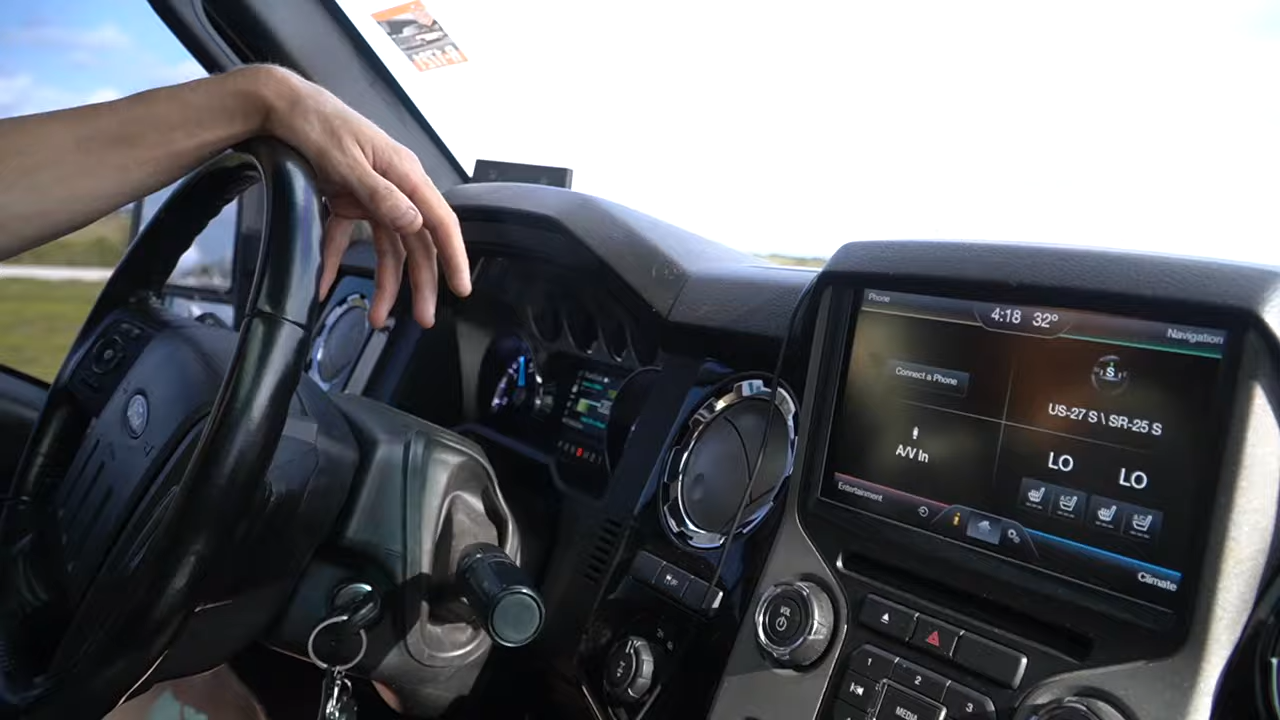 Phone
4:18 32°
Navigation
Connect a Phone
S
US-27 S \ SR-25 S
A/V In
LO
LO
Entertainment
Climate
VOL
1
2
3
MEDIA